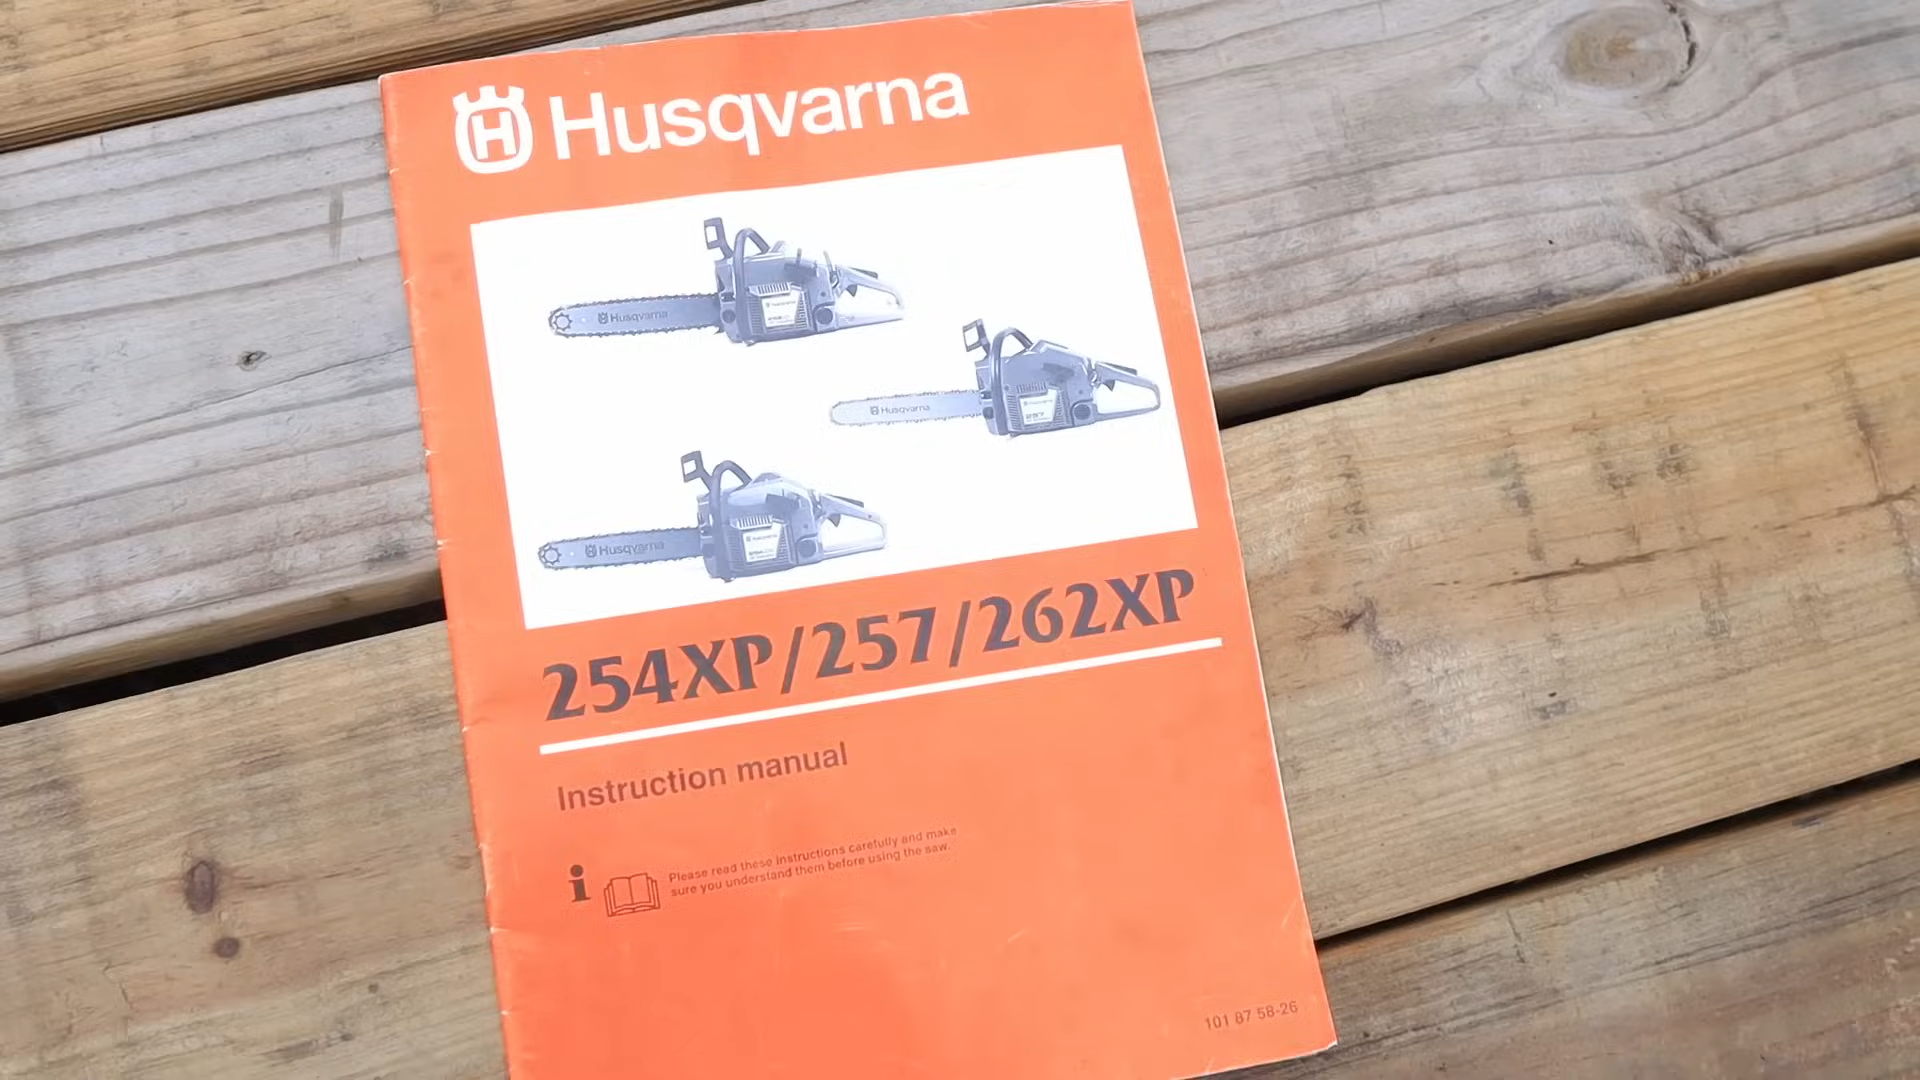 Husqvarna
Husqvarna
Husqvarna
257
Husqvarna
254XP/257/262XP
Instruction manual
i
Please read these instructions carefully and make
sure you understand them before using the saw.
101 87 58-26